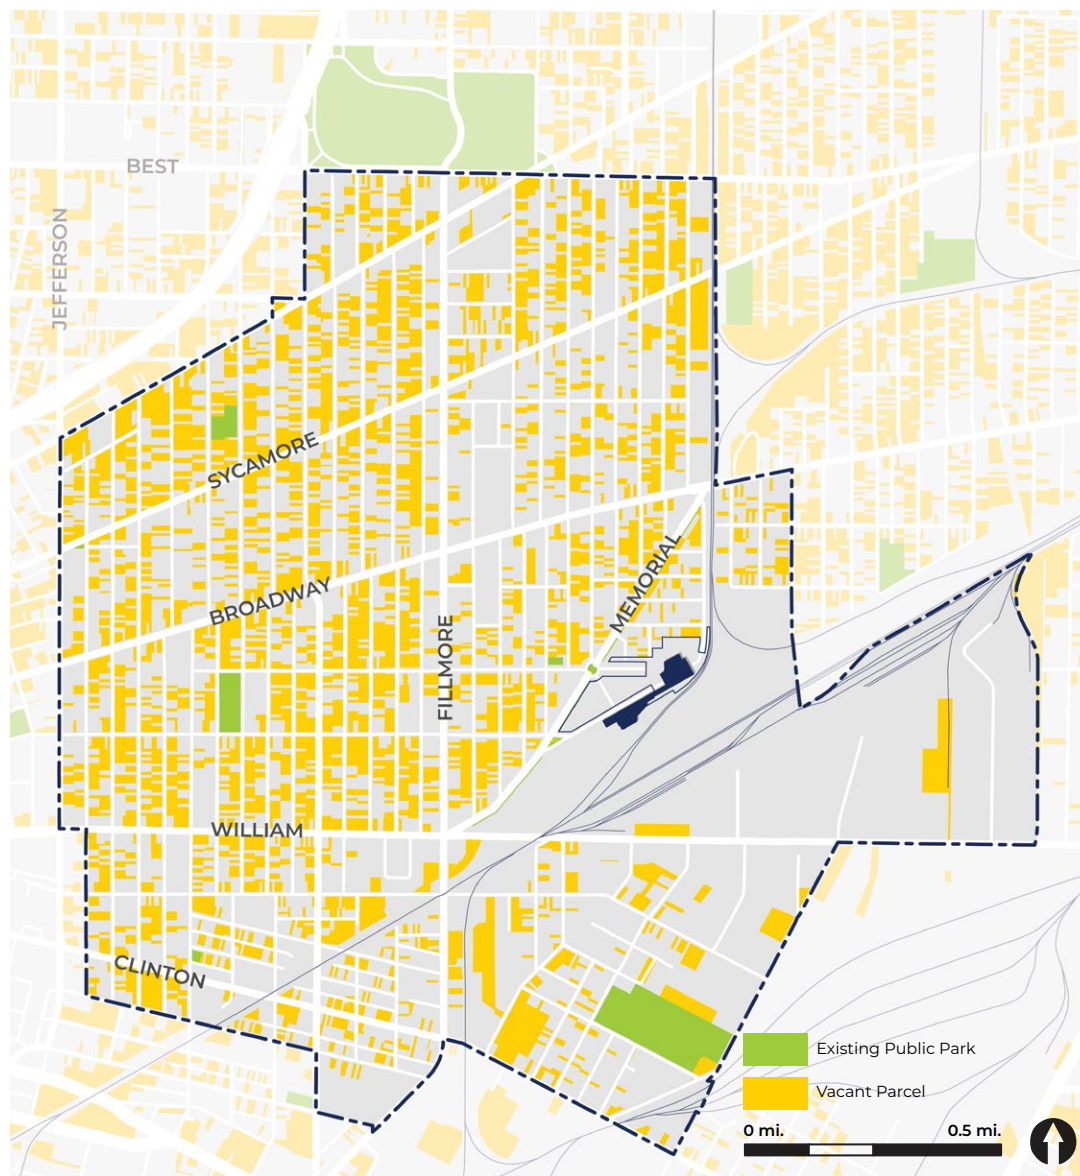 BEST
JEFFERSON
SYCAMORE
BROADWAY
MEMORIAL
FILLMORE
WILLIAM
CLINTON
Existing Public Park
Vacant Parcel
0 mi.
0.5 mi.